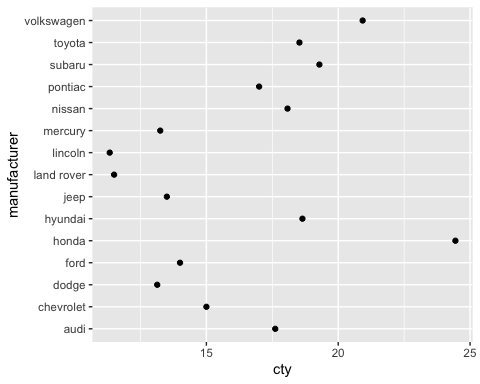 volkswagen
toyota
subaru
pontiac
nissan
mercury
lincoln
land rover
jeep
hyundai
honda
ford
dodge
chevrolet
audi
manufacturer
15 20 25
cty